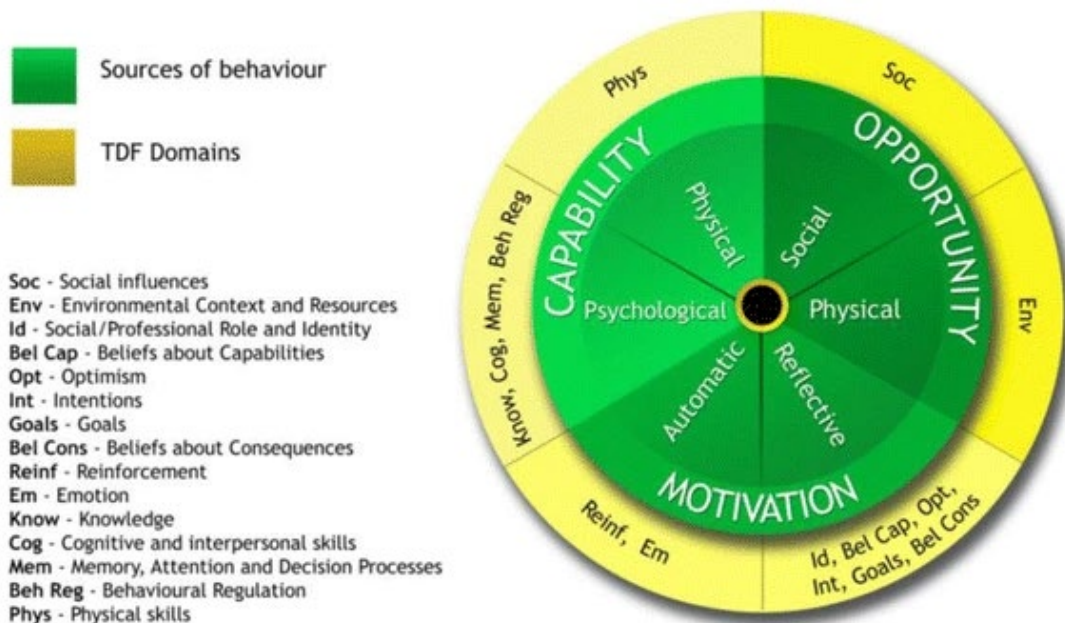 Sources of behaviour
TDF Domains
Soc - Social influences
Env - Environmental Context and Resources
Id - Social/Professional Role and Identity
Bel Cap - Beliefs about Capabilities
Opt - Optimism
Int - Intentions
Goals - Goals
Bel Cons - Beliefs about Consequences
Reinf - Reinforcement
Em - Emotion
Know - Knowledge
Cog - Cognitive and interpersonal skills
Mem - Memory, Attention and Decision Processes
Beh Reg - Behavioural Regulation
Phys - Physical skills
Phys
Soc
Env
Id, Bel Cap, Opt,
Int, Goals, Bel Cons
Reinf, Em
Know, Cog, Mem, Beh Reg
CAPABILITY
OPPORTUNITY
MOTIVATION
Physical
Social
Physical
Reflective
Automatic
Psychological